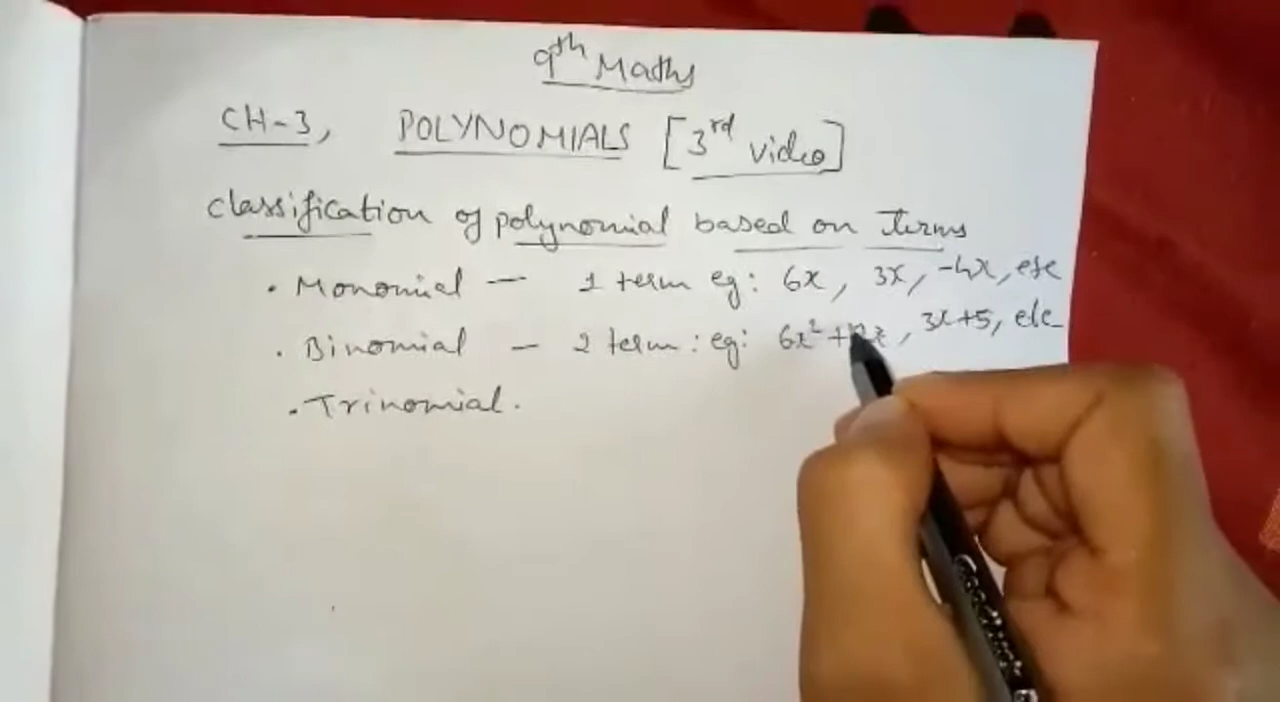 9th Maths
CH-3, POLYNOMIALS [3rd video]
classification of polynomial based on Terms
. Monomial — 1 term eg: 6x, 3x, -4x, etc
. Binomial — 2 term: eg: 6x² + , 3x+5, etc
. Trinomial.